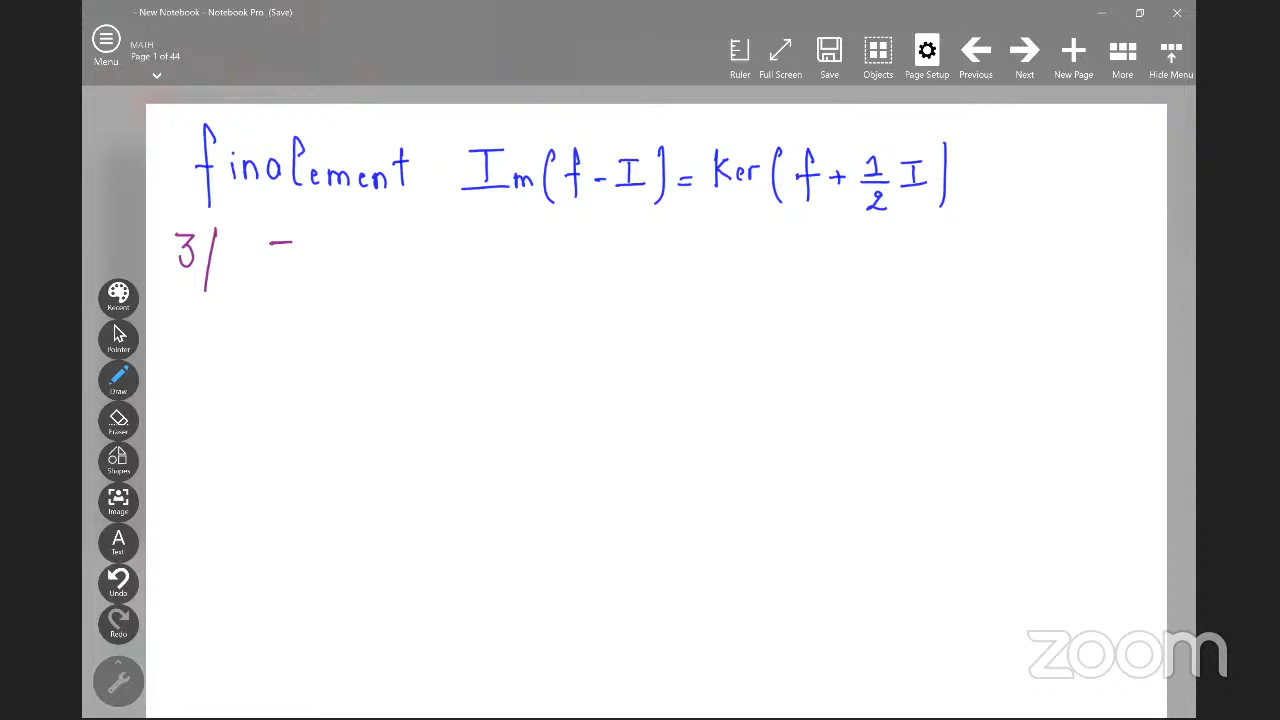 - New Notebook - Notebook Pro (Save)
Menu
MATH
Page 1 of 44
Ruler
Full Screen
Save
Objects
Page Setup
Previous
Next
New Page
More
Hide Menu
finalement Im(f - I) = Ker(f + 1/2 I)
3/ -
Recent
Pointer
Draw
Eraser
Shapes
Image
A
Text
Undo
Redo
zoom